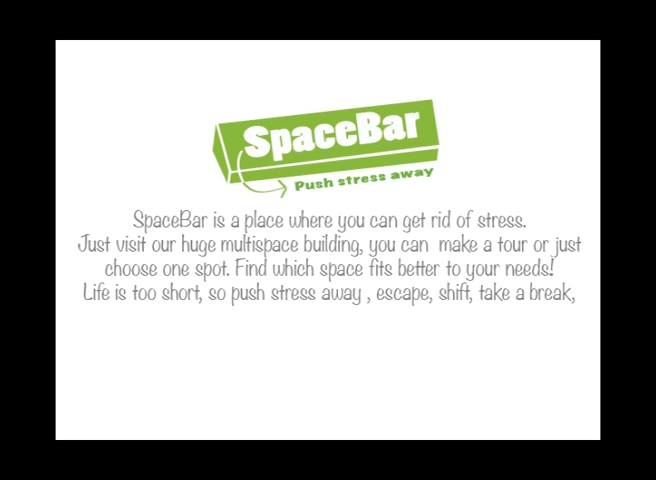 SpaceBar
Push stress away
SpaceBar is a place where you can get rid of stress.
Just visit our huge multispace building, you can make a tour or just
choose one spot. Find which space fits better to your needs!
Life is too short, so push stress away , escape, shift, take a break,